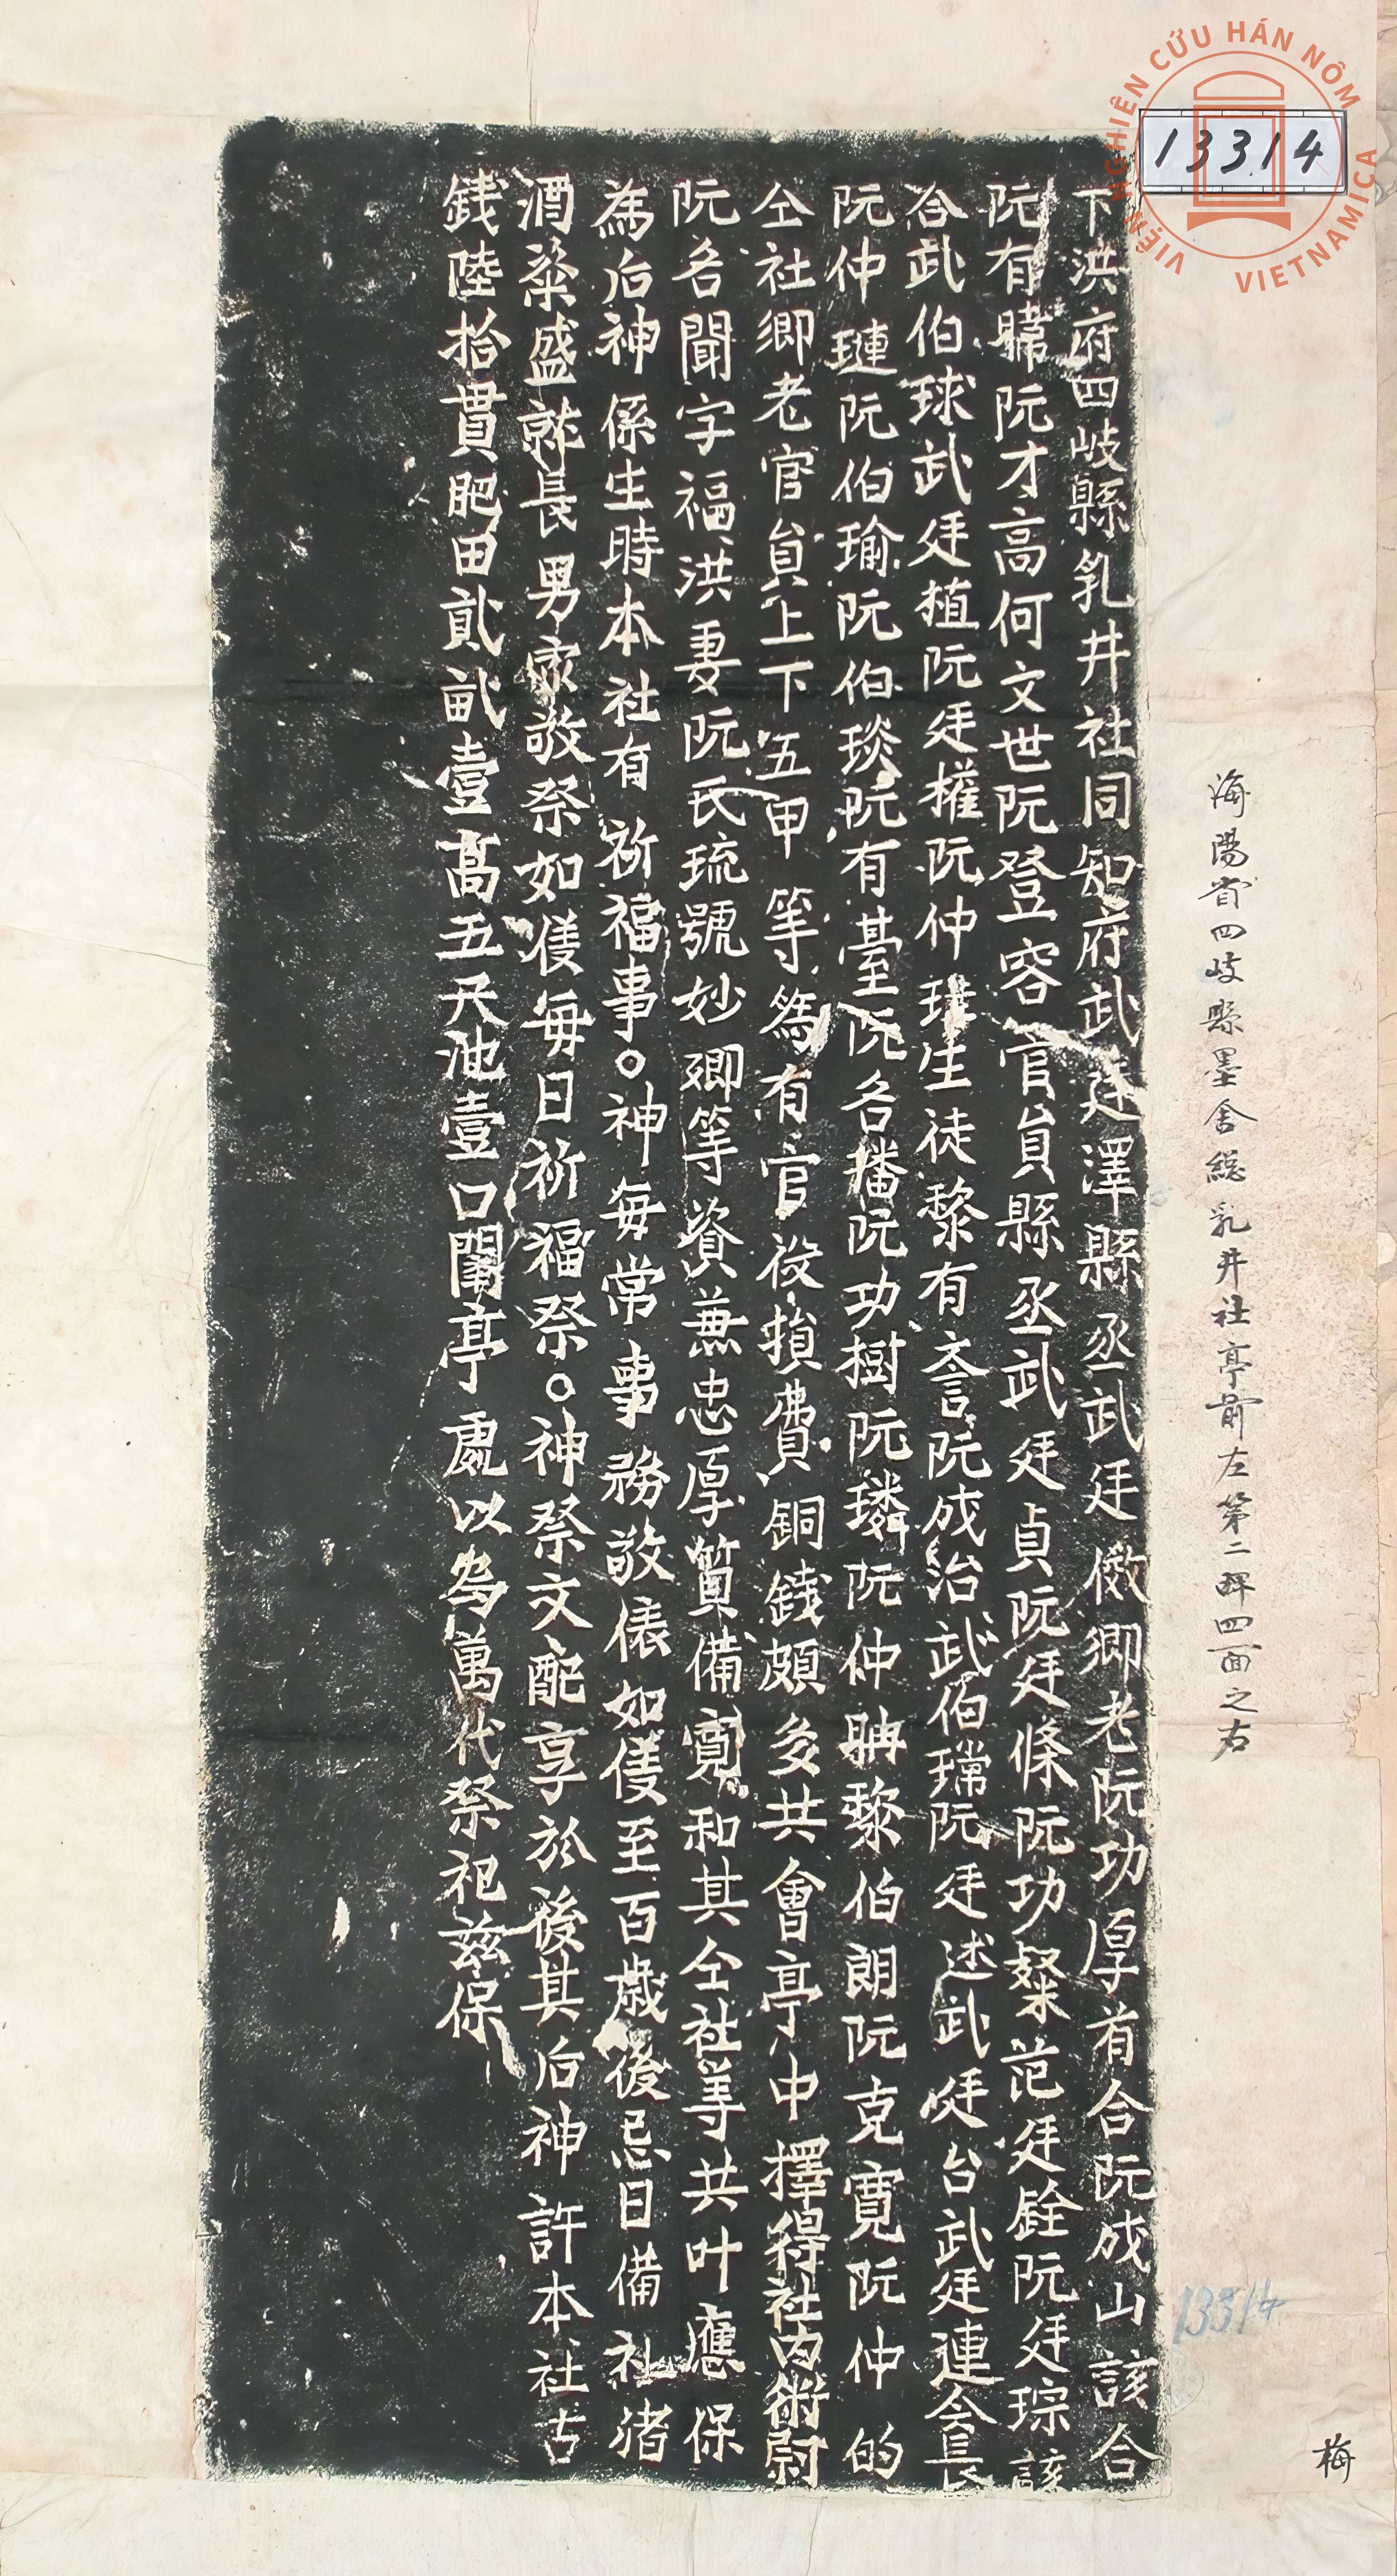 VIỆN NGHIÊN CỨU HÁN NÔM
VIETNAMICA
13314
海陽省四岐縣墨舍總乳井社亭前左第二碑四面之右
下洪府四岐縣乳井社同知府武廷澤縣丞武廷儆鄉老阮功厚有合阮成山該合
阮有暐阮才高何文世阮登容官員縣丞武廷貞阮廷條阮功粲范廷銓阮廷琮該
合武伯球武廷植阮廷權阮仲璞生徒黎有斊阮成治武伯瑺阮廷述武廷台武廷連令長
阮仲璉阮伯瑜阮伯琰阮有臺阮各璠阮功樹阮璘阮仲聃黎伯朗阮克寬阮仲的
仝社鄉老官員上下五甲等為有官役損費銅錢頗多共會亭中擇得社內術尉
阮名聞字福洪妻阮氏琉號妙卿等資兼忠厚質備寬和其仝社等共叶應保
為后神係生時本社有祈福事○神每常事務敬俵如儀至百歲後忌日備社渚
酒粢盛就長男家敬祭如儀每日祈福祭○神祭文配享於後其后神許本社古
錢陸拾貫肥田貳畝壹高五尺池壹口闍亭處以為萬代祭祀茲保
13314
梅